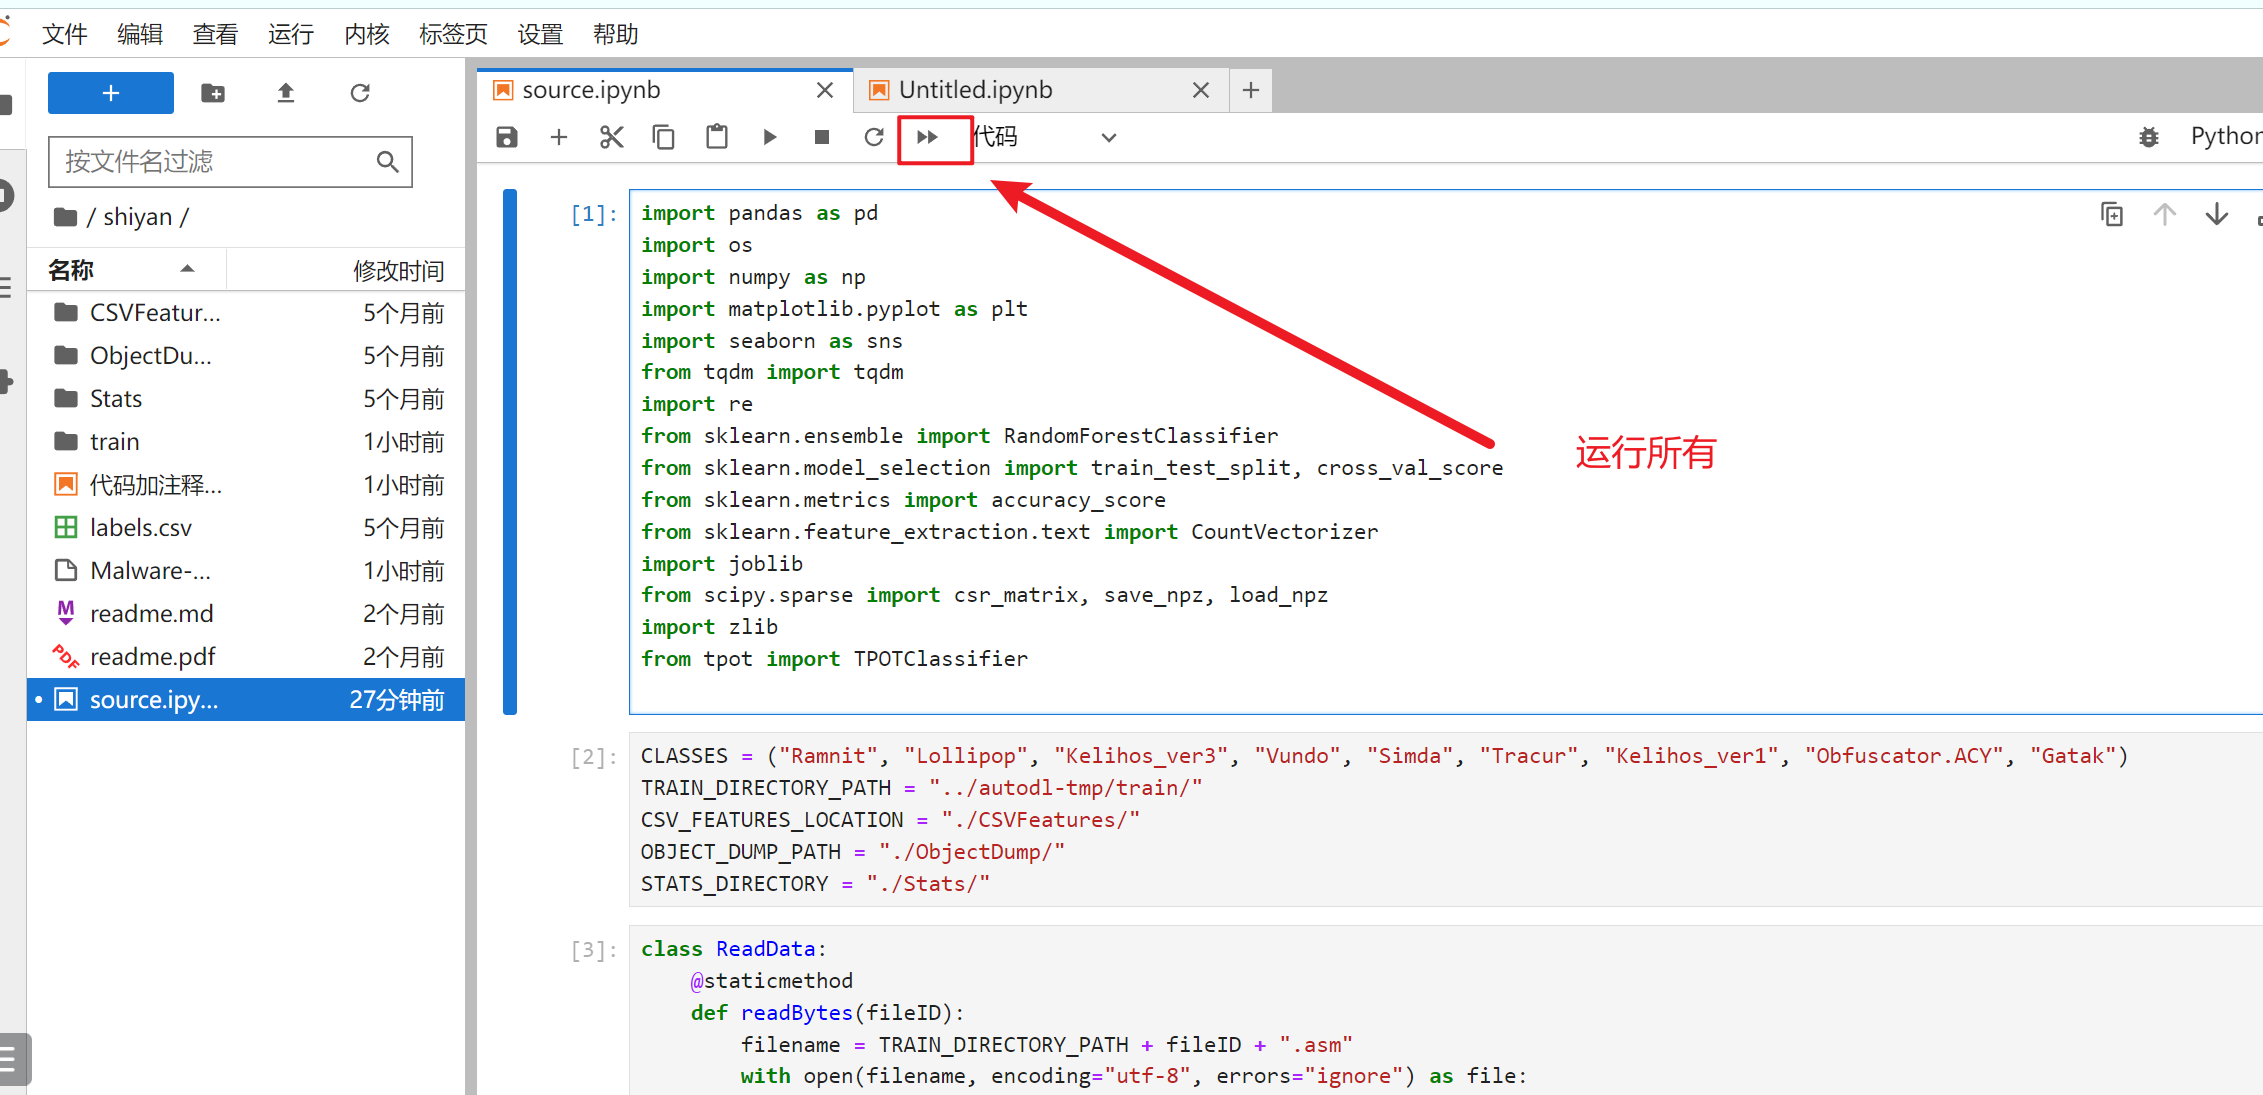 文件 编辑 查看 运行 内核 标签页 设置 帮助
+
按文件名过滤
/ shiyan /
名称 修改时间
CSVFeatur... 5个月前
ObjectDu... 5个月前
Stats 5个月前
train 1小时前
代码加注释... 1小时前
labels.csv 5个月前
Malware-... 1小时前
readme.md 2个月前
readme.pdf 2个月前
source.ipy... 27分钟前
source.ipynb Untitled.ipynb
代码 Python
运行所有
[1]:
import pandas as pd
import os
import numpy as np
import matplotlib.pyplot as plt
import seaborn as sns
from tqdm import tqdm
import re
from sklearn.ensemble import RandomForestClassifier
from sklearn.model_selection import train_test_split, cross_val_score
from sklearn.metrics import accuracy_score
from sklearn.feature_extraction.text import CountVectorizer
import joblib
from scipy.sparse import csr_matrix, save_npz, load_npz
import zlib
from tpot import TPOTClassifier
[2]:
CLASSES = ("Ramnit", "Lollipop", "Kelihos_ver3", "Vundo", "Simda", "Tracur", "Kelihos_ver1", "Obfuscator.ACY", "Gatak")
TRAIN_DIRECTORY_PATH = "../autodl-tmp/train/"
CSV_FEATURES_LOCATION = "./CSVFeatures/"
OBJECT_DUMP_PATH = "./ObjectDump/"
STATS_DIRECTORY = "./Stats/"
[3]:
class ReadData:
@staticmethod
def readBytes(fileID):
filename = TRAIN_DIRECTORY_PATH + fileID + ".asm"
with open(filename, encoding="utf-8", errors="ignore") as file: